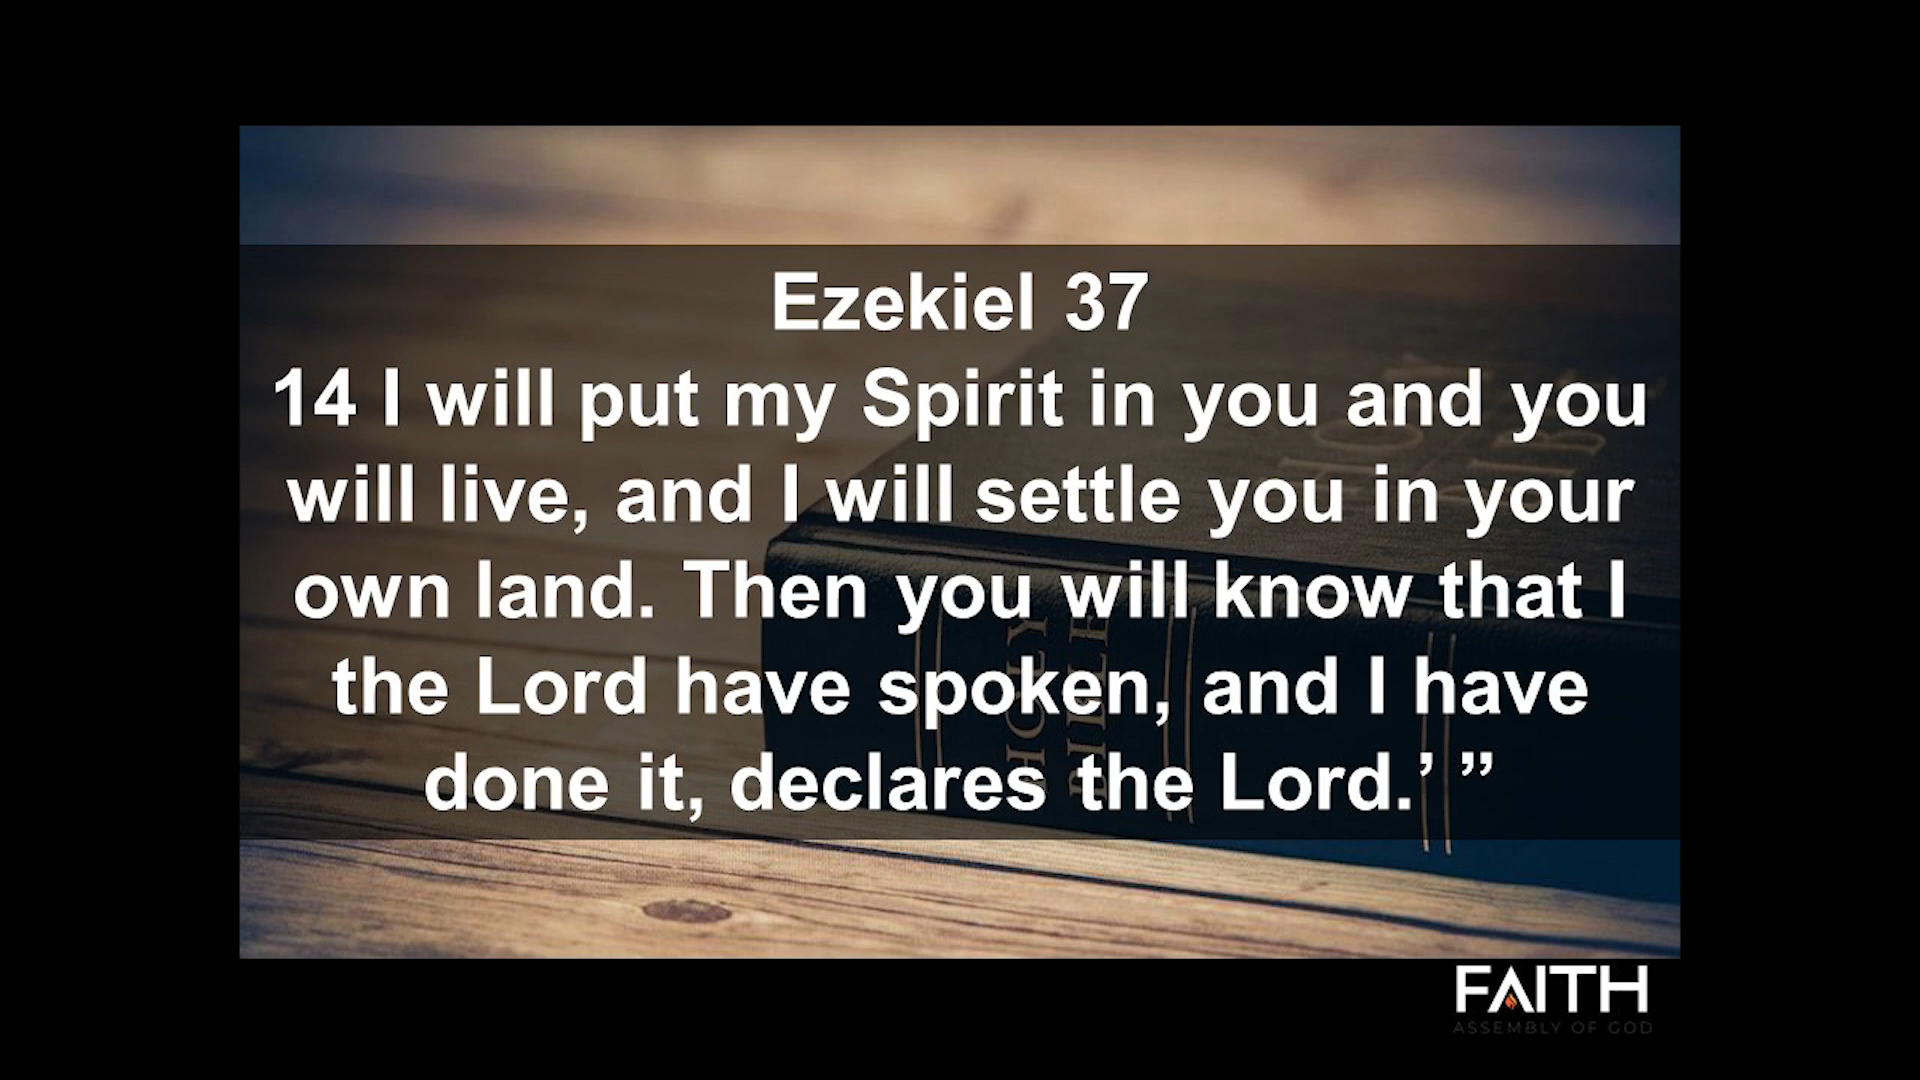 Ezekiel 37
14 I will put my Spirit in you and you
will live, and I will settle you in your
own land. Then you will know that I
the Lord have spoken, and I have
done it, declares the Lord.’ ”
HOLY
BIBLE
FAITH
ASSEMBLY OF GOD